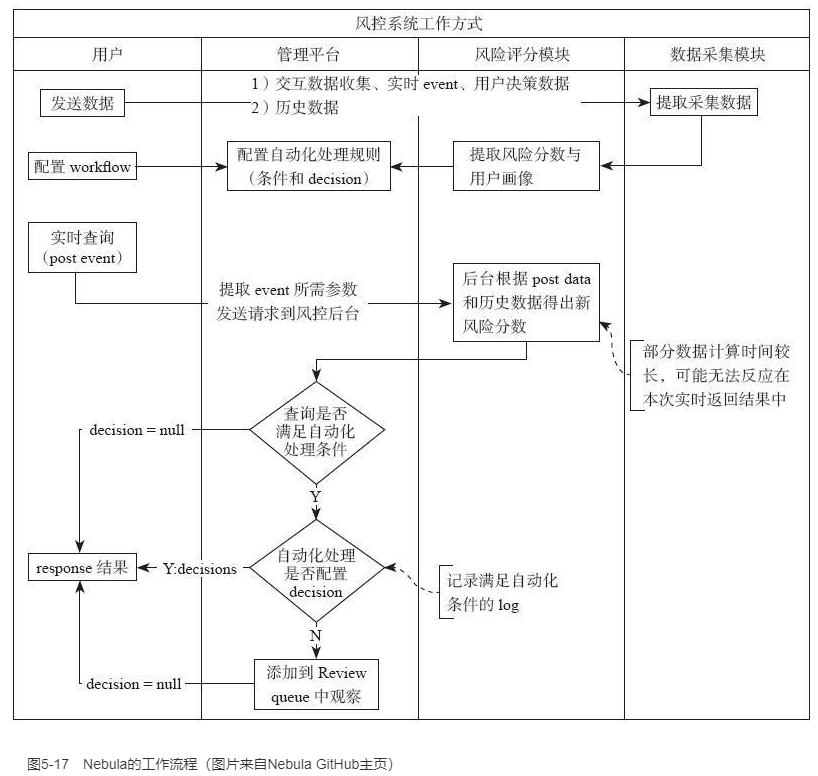 风控系统工作方式
用户
管理平台
风险评分模块
数据采集模块
发送数据
1）交互数据收集、实时 event、用户决策数据
2）历史数据
提取采集数据
配置 workflow
配置自动化处理规则
（条件和 decision）
提取风险分数与
用户画像
实时查询
（post event）
提取 event 所需参数
发送请求到风控后台
后台根据 post data
和历史数据得出新
风险分数
部分数据计算时间较
长，可能无法反应在
本次实时返回结果中
查询是否
满足自动化
处理条件
decision = null
Y
自动化处理
是否配置
decision
Y:decisions
response 结果
记录满足自动化
条件的 log
N
添加到 Review
queue 中观察
decision = null
图5-17 Nebula的工作流程（图片来自Nebula GitHub主页）